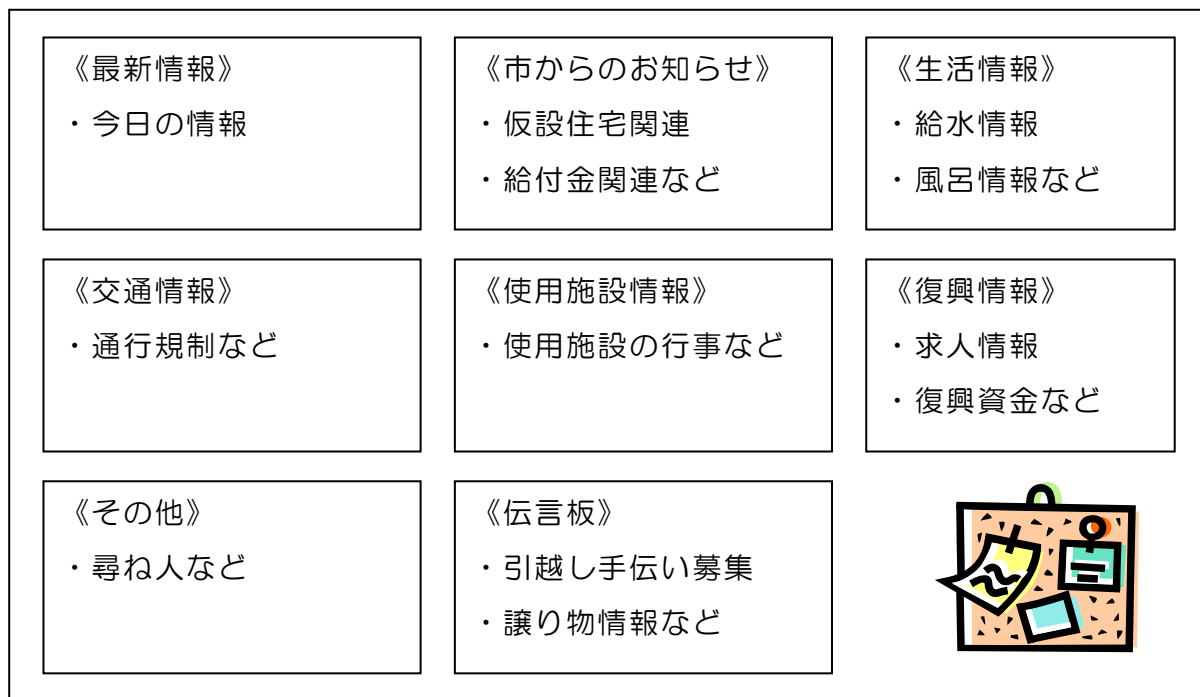 《最新情報》
・今日の情報
《市からのお知らせ》
・仮設住宅関連
・給付金関連など
《生活情報》
・給水情報
・風呂情報など
《交通情報》
・通行規制など
《使用施設情報》
・使用施設の行事など
《復興情報》
・求人情報
・復興資金など
《その他》
・尋ね人など
《伝言板》
・引越し手伝い募集
・譲り物情報など